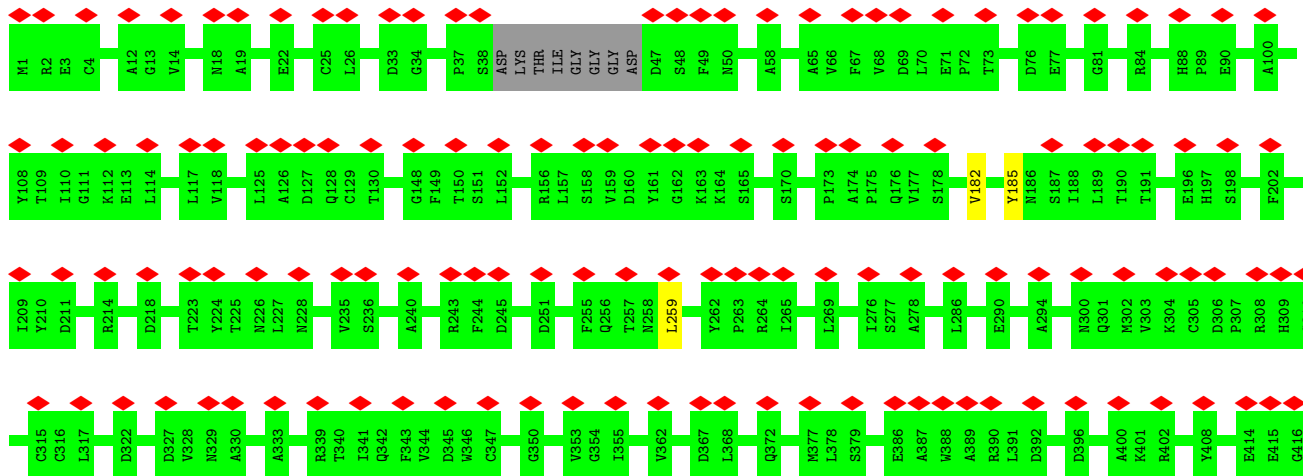 M1 R2 E3 C4 A12 G13 V14 N18 A19 E22 C25 L26 D33 G34 P37 S38 ASP LYS THR ILE GLY GLY GLY ASP D47 S48 F49 N50 A58 A65 V66 F67 V68 D69 L70 E71 P72 T73 D76 E77 G81 R84 H88 P89 E90 A100
Y108 T109 I110 G111 K112 E113 L114 L117 V118 L125 A126 D127 Q128 C129 T130 G148 F149 T150 S151 L152 R156 L157 S158 V159 D160 Y161 G162 K163 K164 S165 S170 P173 A174 P175 Q176 V177 S178 V182 Y185 N186 S187 I188 L189 T190 T191 E196 H197 S198 F202
I209 Y210 D211 R214 D218 T223 Y224 T225 N226 L227 N228 V235 S236 A240 R243 F244 D245 D251 F255 Q256 T257 N258 L259 Y262 P263 R264 I265 L269 I276 S277 A278 L286 E290 A294 N300 Q301 M302 V303 K304 C305 D306 P307 R308 H309
C315 C316 L317 D322 D327 V328 N329 A330 A333 R339 T340 I341 Q342 F343 V344 D345 W346 C347 G350 V353 G354 I355 V362 D367 L368 Q372 M377 L378 S379 E386 A387 W388 A389 R390 L391 D392 D396 A400 K401 R402 Y408 E414 E415 G416